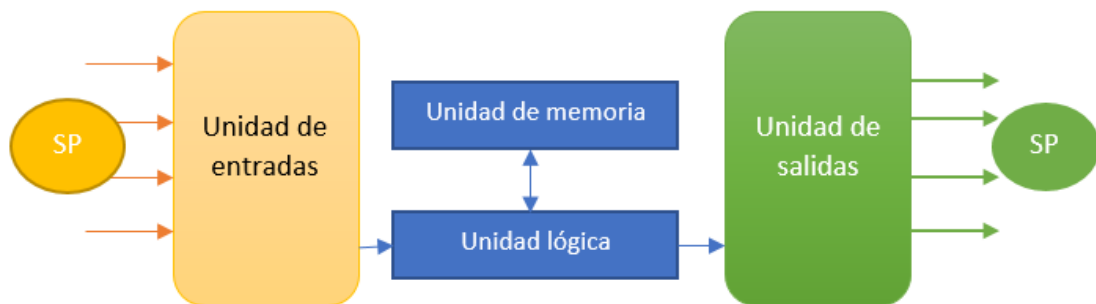 SP
Unidad de
entradas
Unidad de memoria
Unidad lógica
Unidad de
salidas
SP